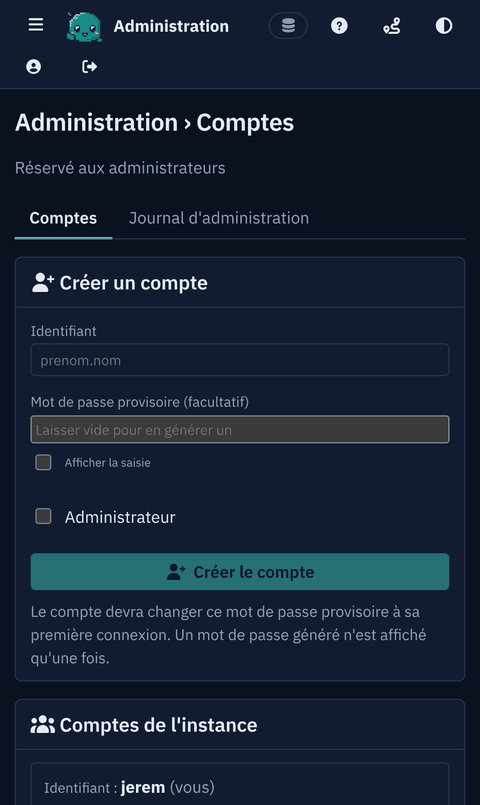 Administration
Administration › Comptes
Réservé aux administrateurs
Comptes
Journal d'administration
Créer un compte
Identifiant
prenom.nom
Mot de passe provisoire (facultatif)
Laisser vide pour en générer un
Afficher la saisie
Administrateur
Créer le compte
Le compte devra changer ce mot de passe provisoire à sa
première connexion. Un mot de passe généré n'est affiché
qu'une fois.
Comptes de l'instance
Identifiant : jerem (vous)